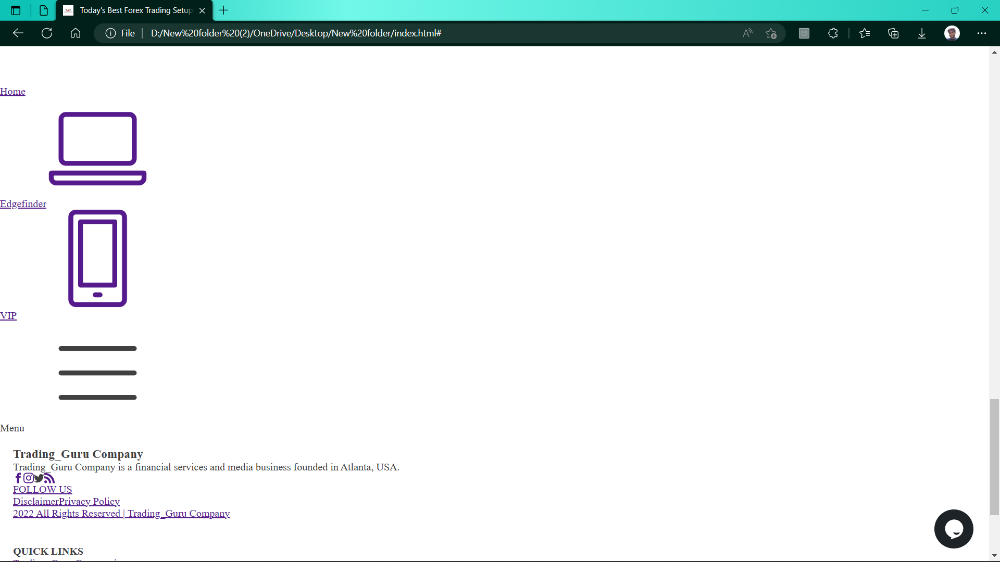 Today's Best Forex Trading Setup
File
D:/New%20folder%20(2)/OneDrive/Desktop/New%20folder/index.html#
Home
Edgefinder
VIP
Menu
Trading_Guru Company
Trading_Guru Company is a financial services and media business founded in Atlanta, USA.
FOLLOW US
DisclaimerPrivacy Policy
2022 All Rights Reserved | Trading_Guru Company
QUICK LINKS